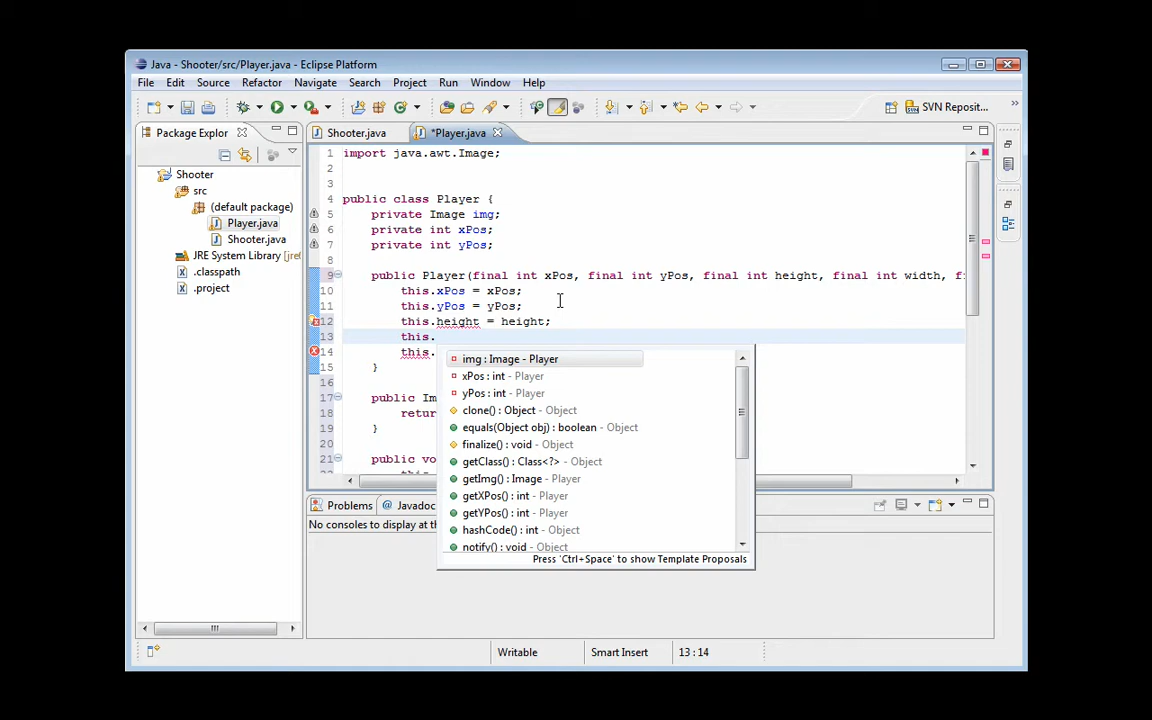 Java - Shooter/src/Player.java - Eclipse Platform
File Edit Source Refactor Navigate Search Project Run Window Help
SVN Reposit... »
Package Explor
Shooter.java *Player.java
Shooter
src
(default package)
Player.java
Shooter.java
JRE System Library [jre
.classpath
.project
1 import java.awt.Image;
2
3
4 public class Player {
5 private Image img;
6 private int xPos;
7 private int yPos;
8
9 public Player(final int xPos, final int yPos, final int height, final int width, f
10 this.xPos = xPos;
11 this.yPos = yPos;
12 this.height = height;
13 this.
14 this.
15 }
16
17 public Im
18 return
19 }
20
21 public vo
img : Image - Player
xPos : int - Player
yPos : int - Player
clone() : Object - Object
equals(Object obj) : boolean - Object
finalize() : void - Object
getClass() : Class<?> - Object
getImg() : Image - Player
getXPos() : int - Player
getYPos() : int - Player
hashCode() : int - Object
notify() : void - Object
Press 'Ctrl+Space' to show Template Proposals
Problems Javadoc
No consoles to display at th
Writable Smart Insert 13 : 14